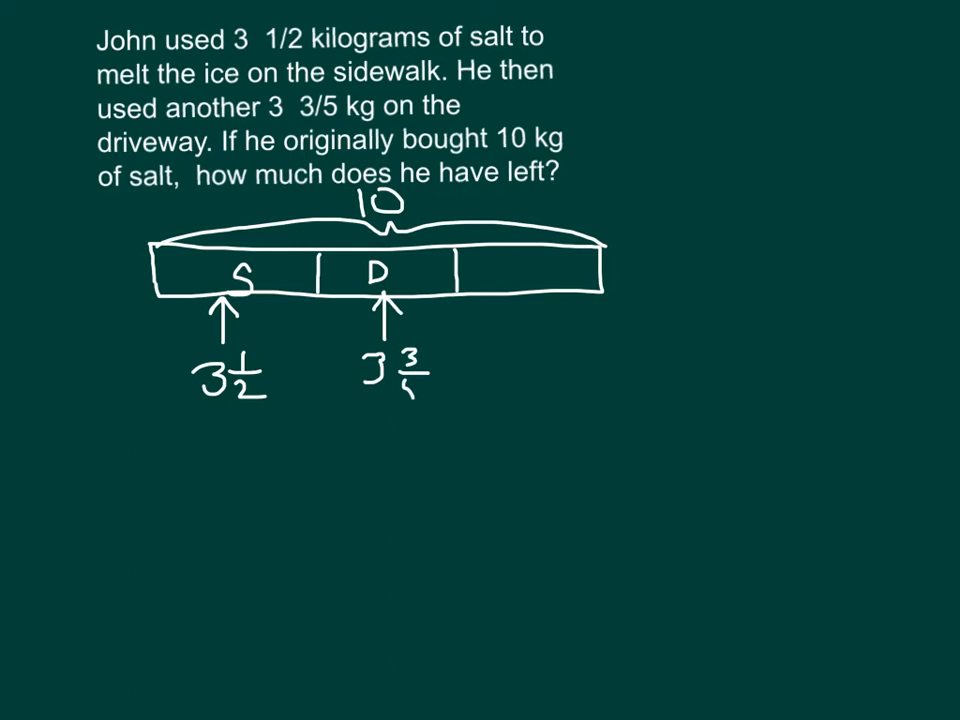 John used 3 1/2 kilograms of salt to
melt the ice on the sidewalk. He then
used another 3 3/5 kg on the
driveway. If he originally bought 10 kg
of salt, how much does he have left?
10
S D
3 1/2 3 3/5